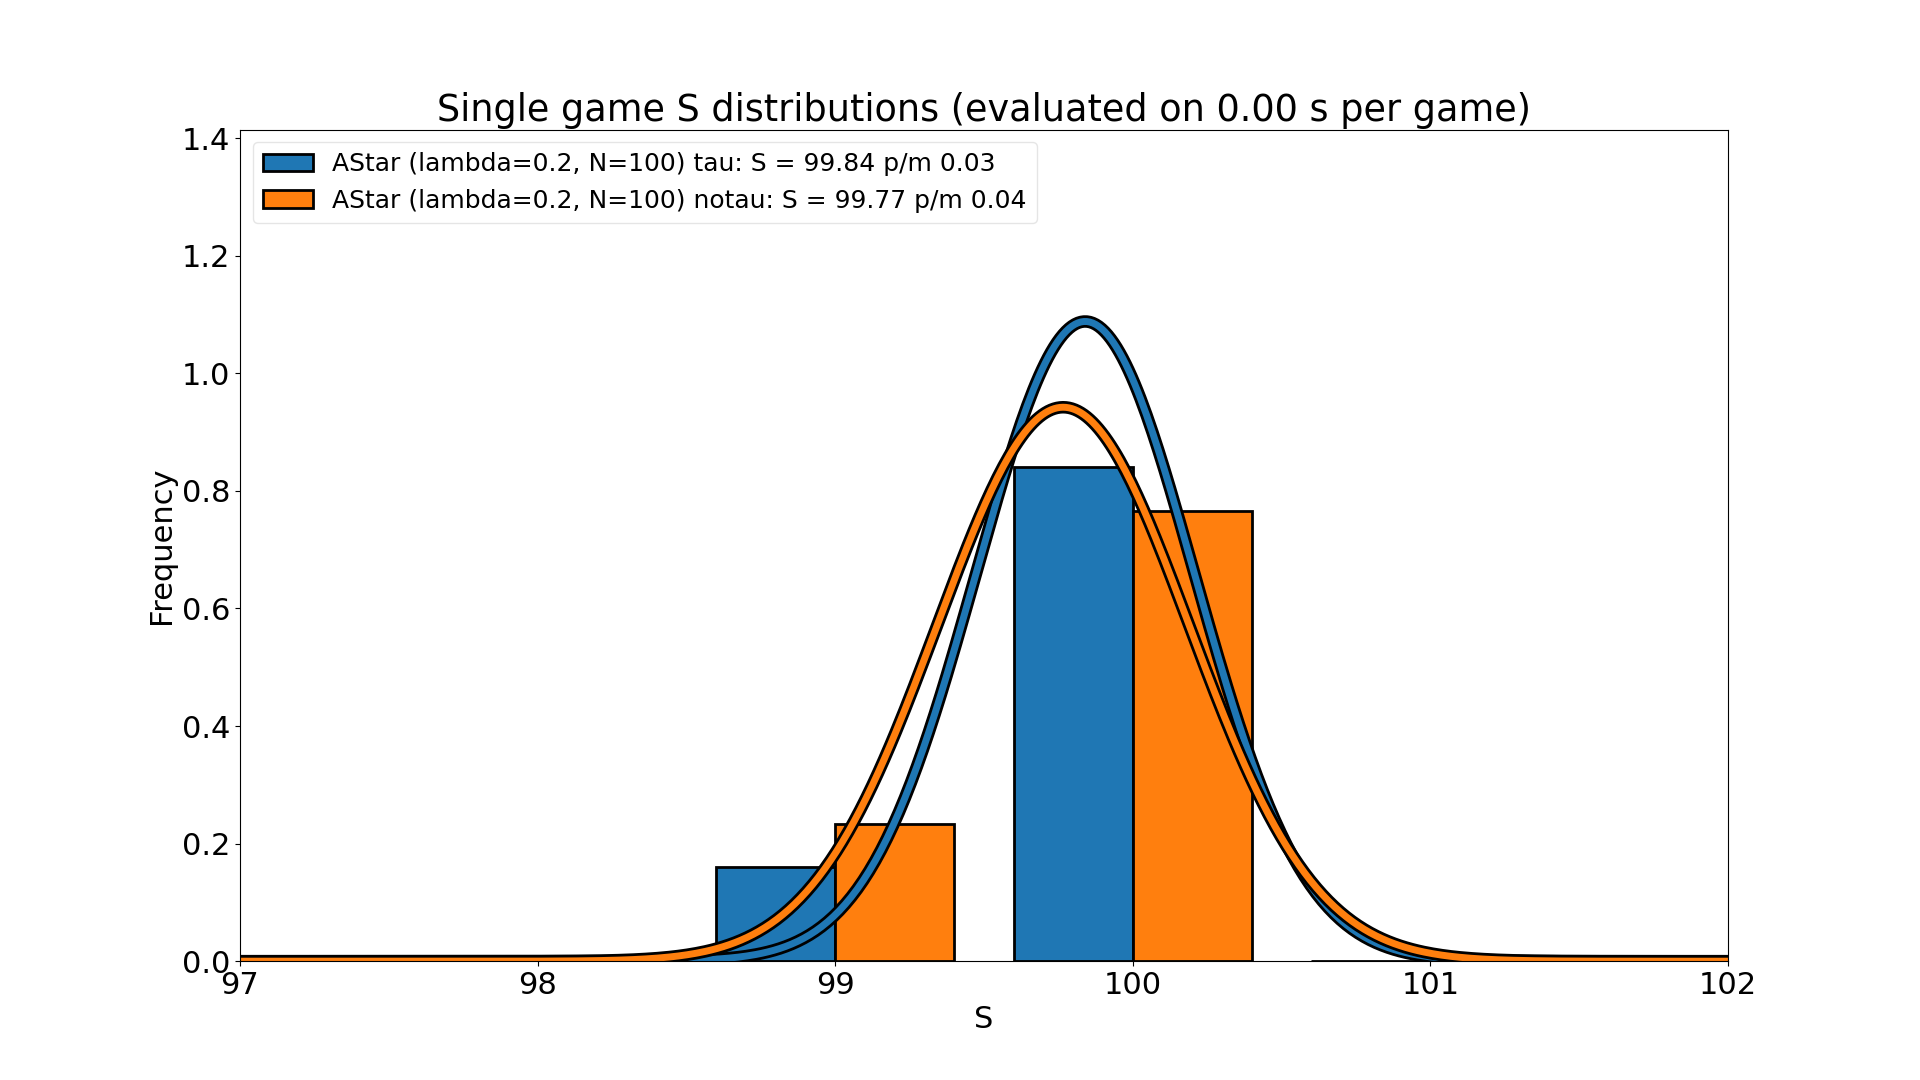 Single game S distributions (evaluated on 0.00 s per game)
AStar (lambda=0.2, N=100) tau: S = 99.84 p/m 0.03
AStar (lambda=0.2, N=100) notau: S = 99.77 p/m 0.04
1.4
1.2
1.0
0.8
0.6
0.4
0.2
0.0
Frequency
97 98 99 100 101 102
S